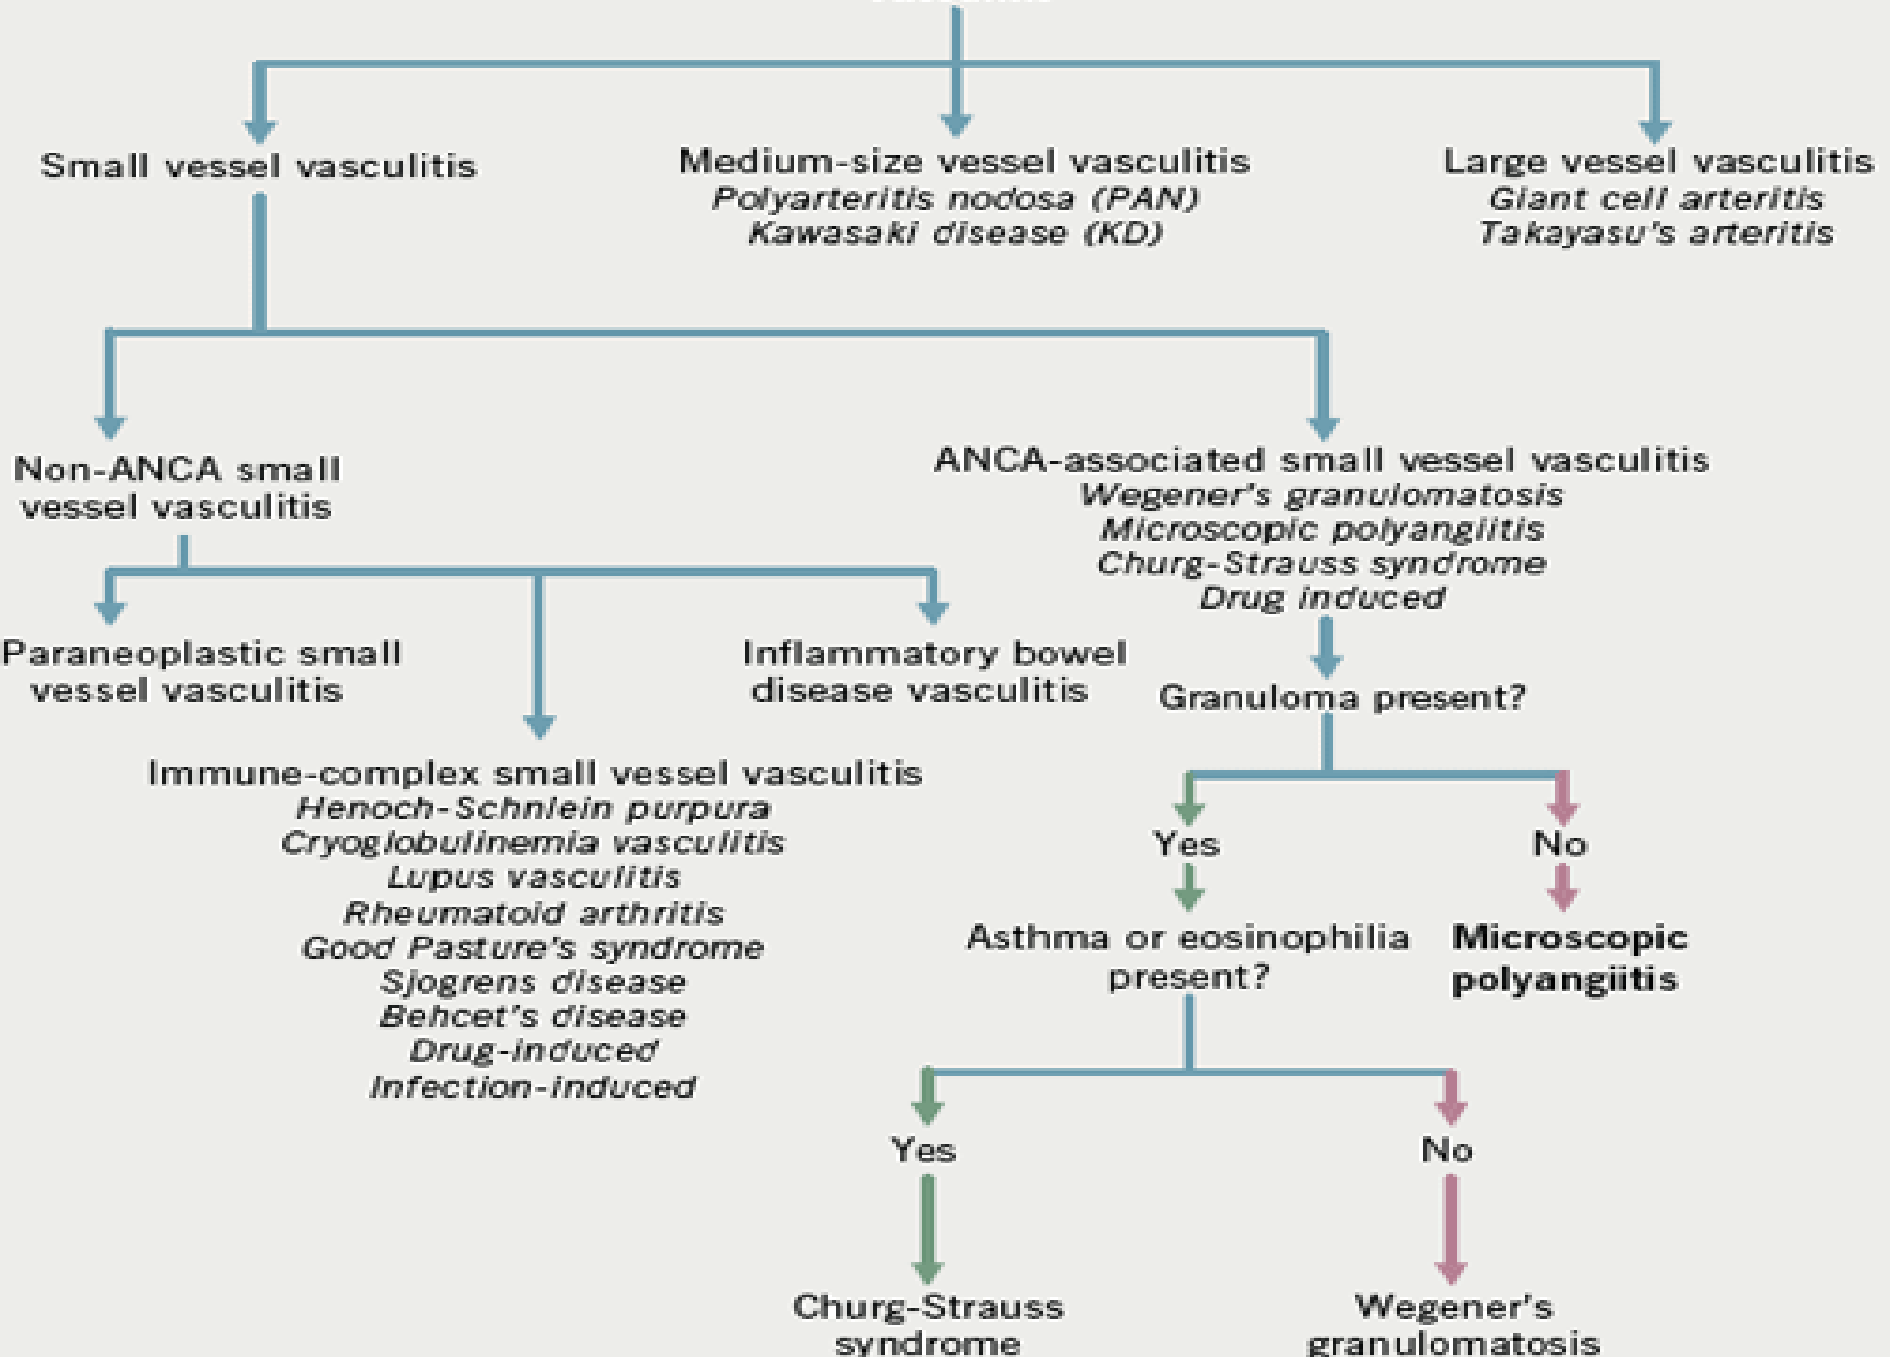 Small vessel vasculitis
Medium-size vessel vasculitis
Polyarteritis nodosa (PAN)
Kawasaki disease (KD)
Large vessel vasculitis
Giant cell arteritis
Takayasu's arteritis
Non-ANCA small
vessel vasculitis
ANCA-associated small vessel vasculitis
Wegener's granulomatosis
Microscopic polyangiitis
Churg-Strauss syndrome
Drug induced
Paraneoplastic small
vessel vasculitis
Inflammatory bowel
disease vasculitis
Immune-complex small vessel vasculitis
Henoch-Schnlein purpura
Cryoglobulinemia vasculitis
Lupus vasculitis
Rheumatoid arthritis
Good Pasture's syndrome
Sjogrens disease
Behcet's disease
Drug-induced
Infection-induced
Granuloma present?
Yes
No
Asthma or eosinophilia
present?
Microscopic
polyangiitis
Yes
No
Churg-Strauss
syndrome
Wegener's
granulomatosis